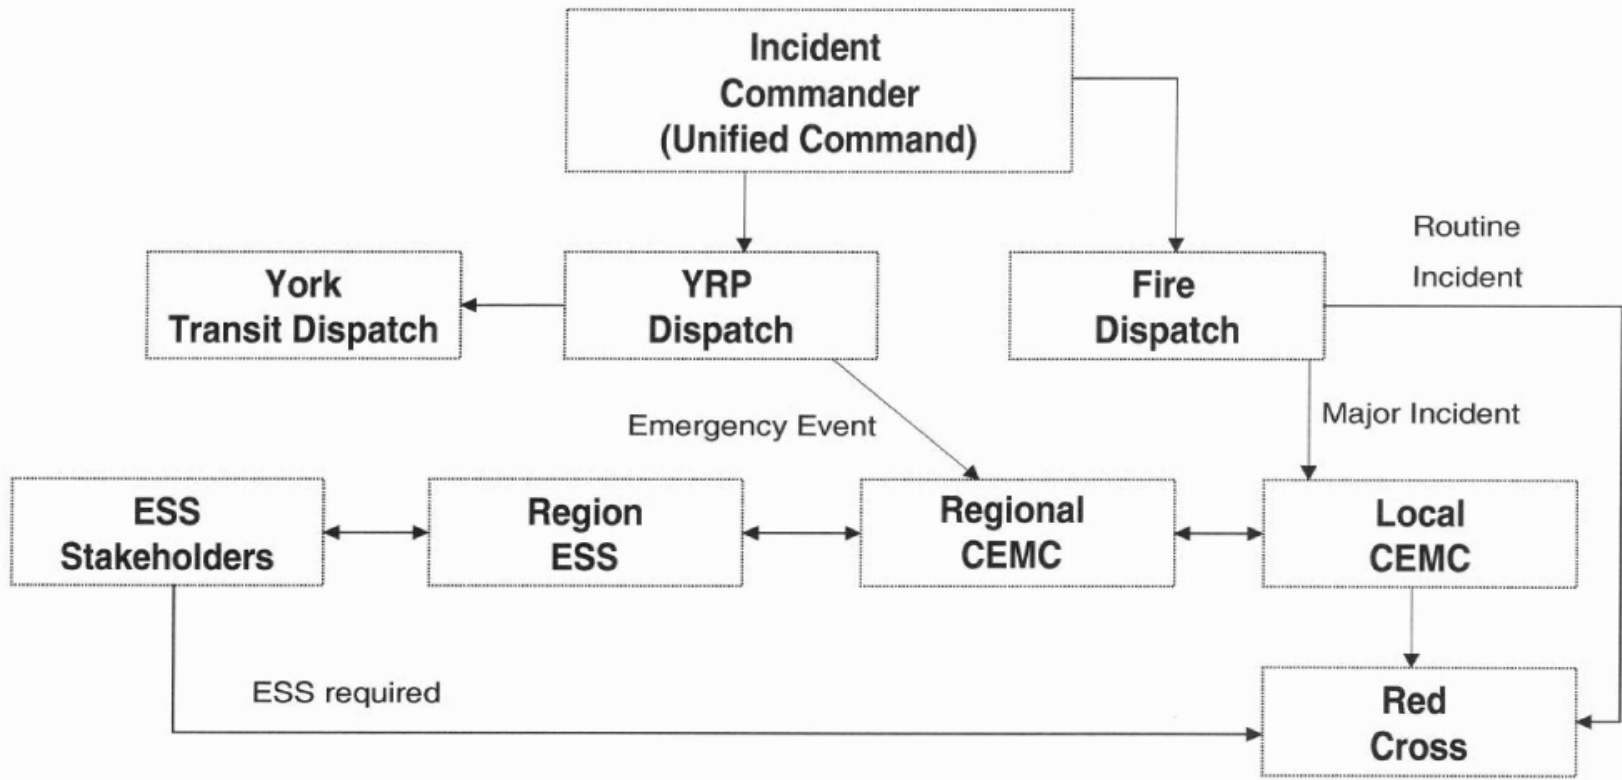 Incident
Commander
(Unified Command)
Routine
Incident
York
Transit Dispatch
YRP
Dispatch
Fire
Dispatch
Emergency Event
Major Incident
ESS
Stakeholders
Region
ESS
Regional
CEMC
Local
CEMC
ESS required
Red
Cross